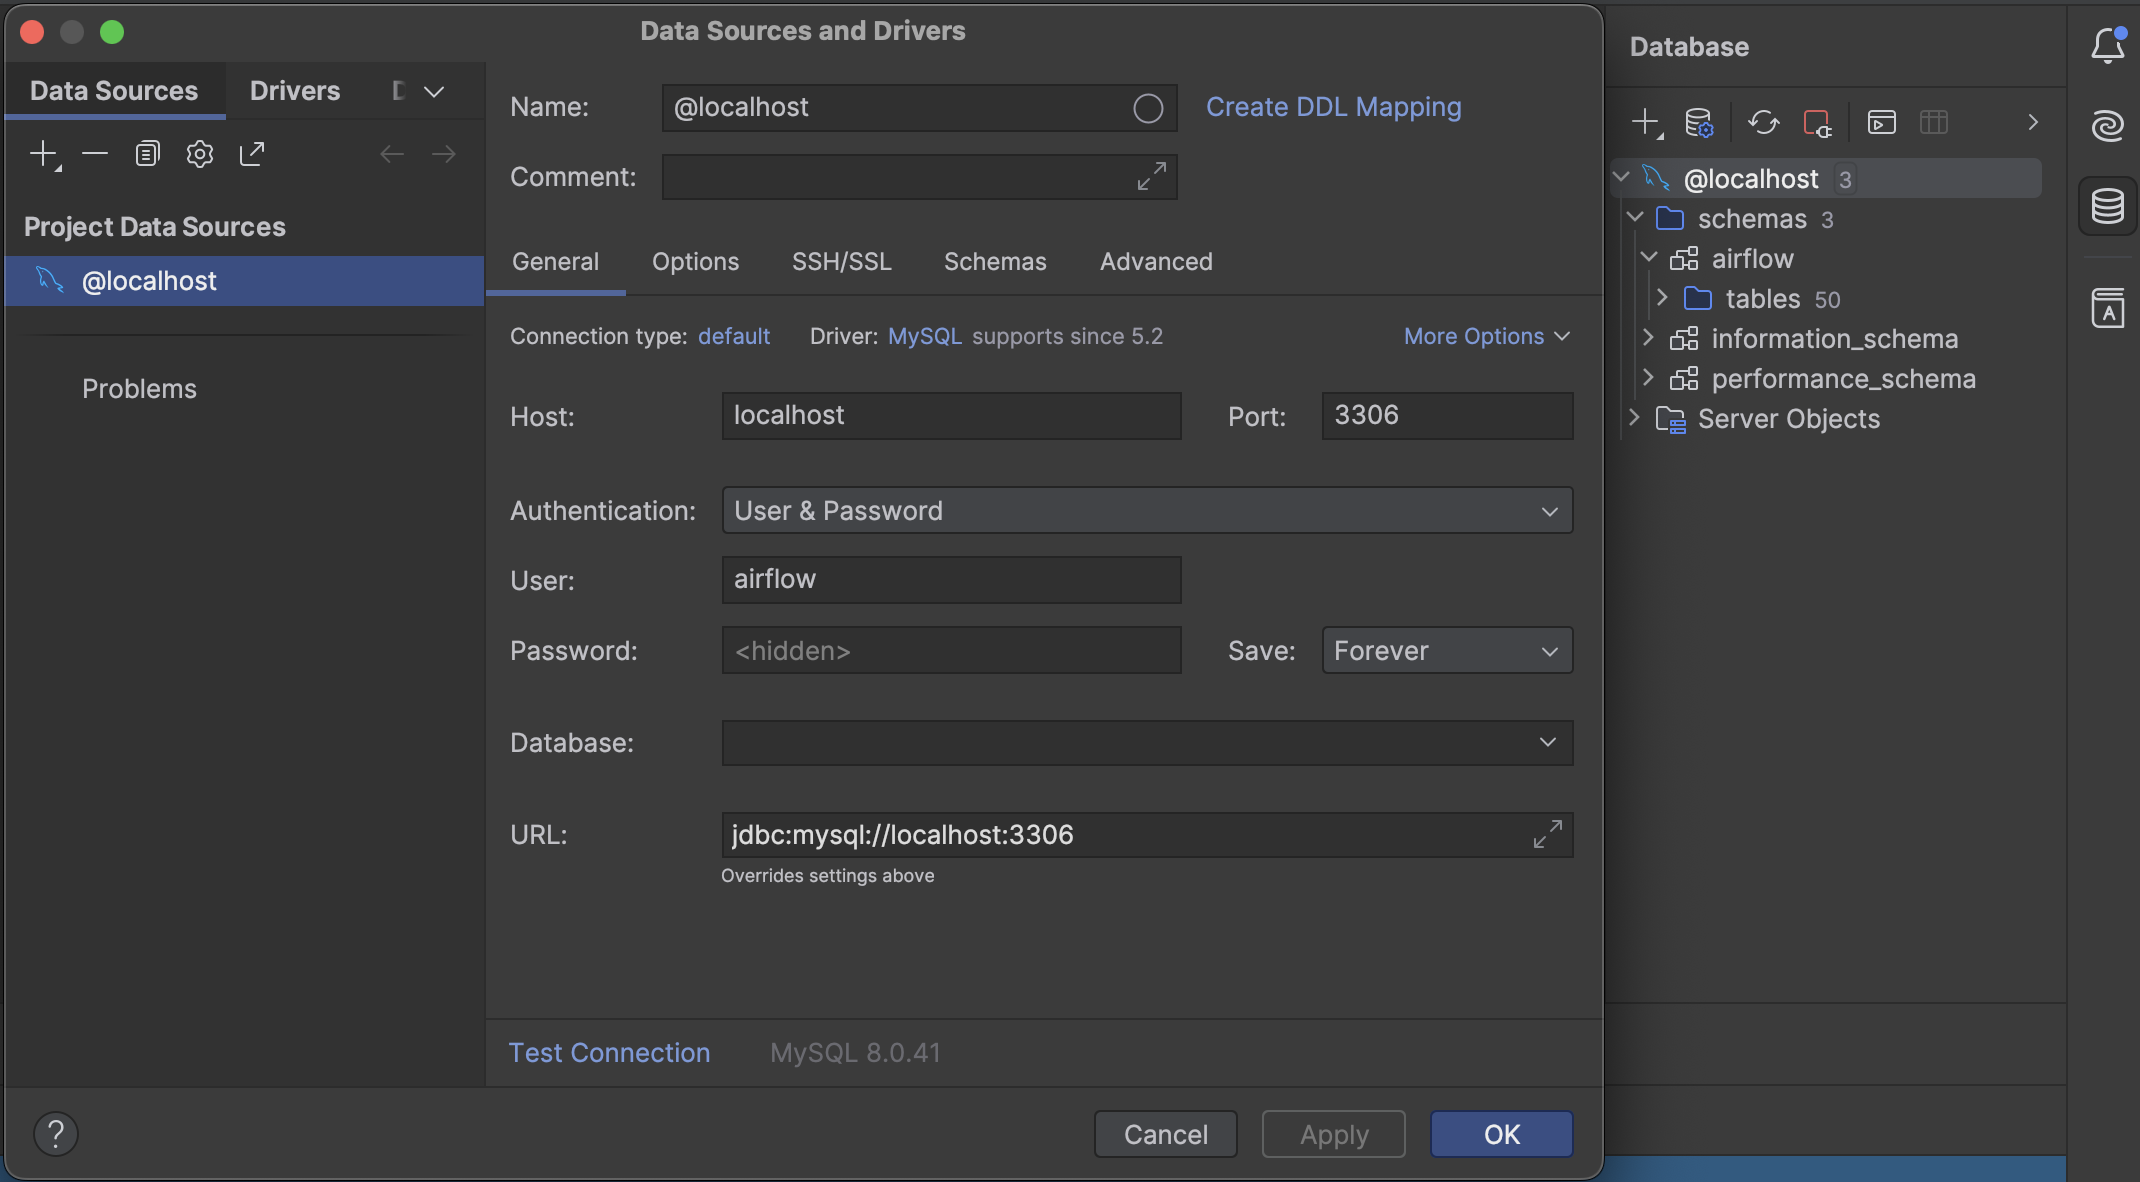 Data Sources and Drivers
Data Sources
Drivers
Project Data Sources
@localhost
Problems
Name:
@localhost
Create DDL Mapping
Comment:
General
Options
SSH/SSL
Schemas
Advanced
Connection type: default
Driver: MySQL supports since 5.2
More Options
Host:
localhost
Port:
3306
Authentication:
User & Password
User:
airflow
Password:
<hidden>
Save:
Forever
Database:
URL:
jdbc:mysql://localhost:3306
Overrides settings above
Test Connection
MySQL 8.0.41
?
Cancel
Apply
OK
Database
@localhost 3
schemas 3
airflow
tables 50
information_schema
performance_schema
Server Objects